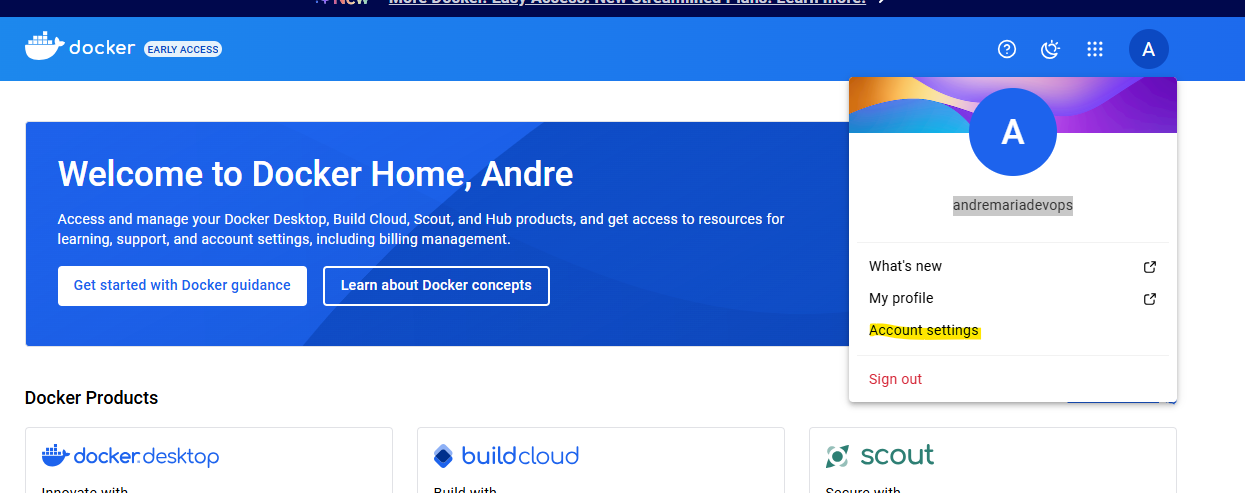 New More Docker. Easy Access. New Streamlined Plans. Learn more.
docker EARLY ACCESS
A
A
andremariadevops
What's new
My profile
Account settings
Sign out
Welcome to Docker Home, Andre
Access and manage your Docker Desktop, Build Cloud, Scout, and Hub products, and get access to resources for
learning, support, and account settings, including billing management.
Get started with Docker guidance
Learn about Docker concepts
Docker Products
docker desktop
build cloud
scout
Innovate with
Build with
Secure with